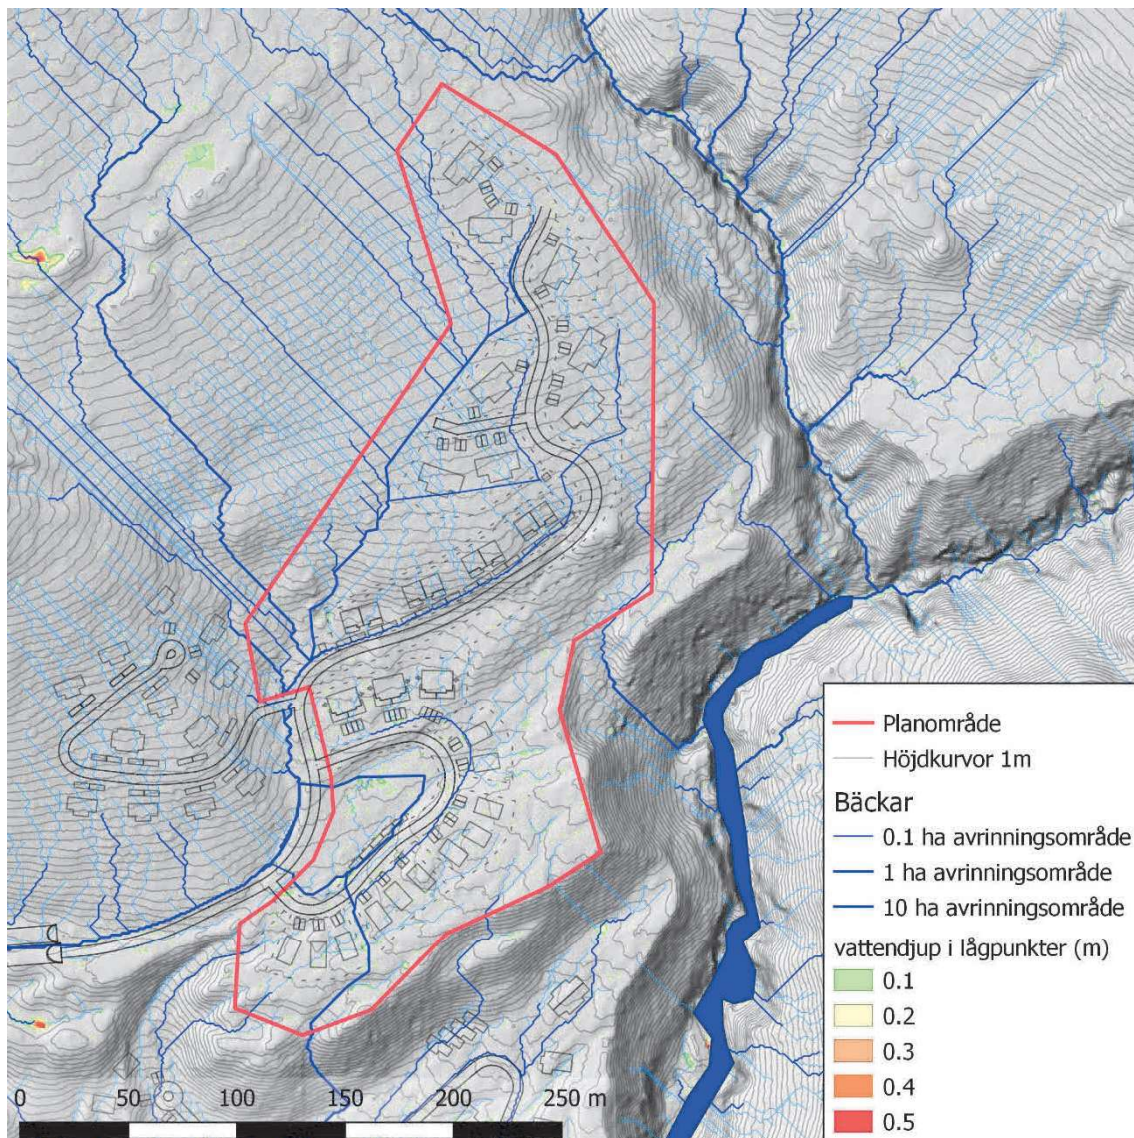 Planområde
Höjdkurvor 1m
Bäckar
0.1 ha avrinningsområde
1 ha avrinningsområde
10 ha avrinningsområde
vattendjup i lågpunkter (m)
0.1
0.2
0.3
0.4
0.5
0 50 100 150 200 250 m